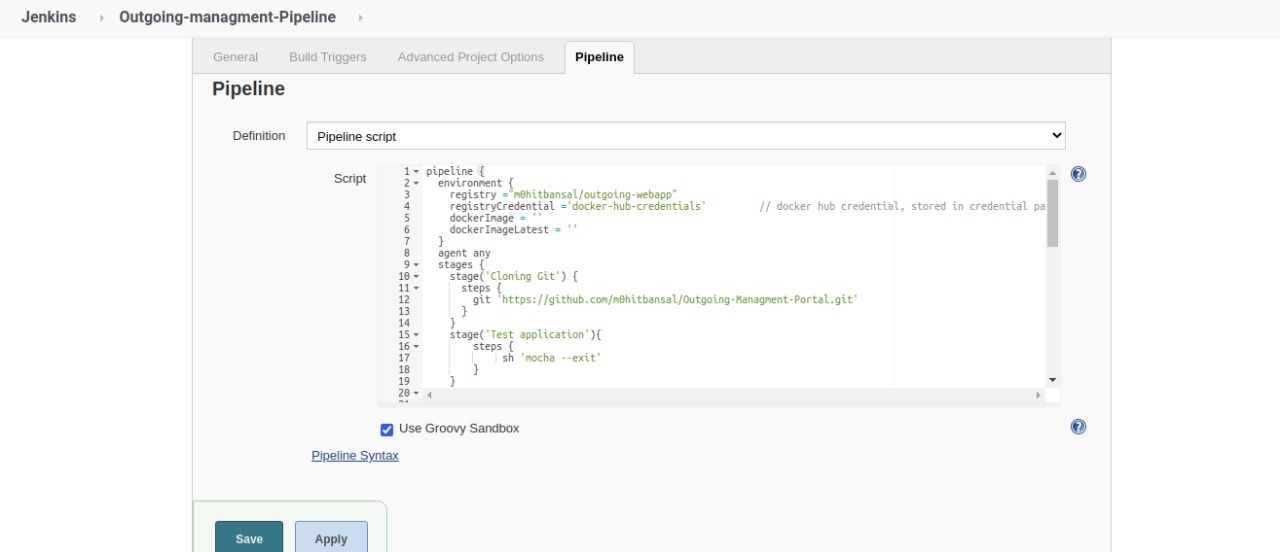 Jenkins Outgoing-managment-Pipeline
General Build Triggers Advanced Project Options Pipeline
Pipeline
Definition Pipeline script
Script
1 pipeline {
2 environment {
3 registry ="m0hitbansal/outgoing-webapp"
4 registryCredential ='docker-hub-credentials' // docker hub credential, stored in credential pa
5 dockerImage = ''
6 dockerImageLatest = ''
7 }
8 agent any
9 stages {
10 stage('Cloning Git') {
11 steps {
12 git 'https://github.com/m0hitbansal/Outgoing-Managment-Portal.git'
13 }
14 }
15 stage('Test application'){
16 steps {
17 sh 'mocha --exit'
18 }
19 }
20
Use Groovy Sandbox
Pipeline Syntax
Save Apply